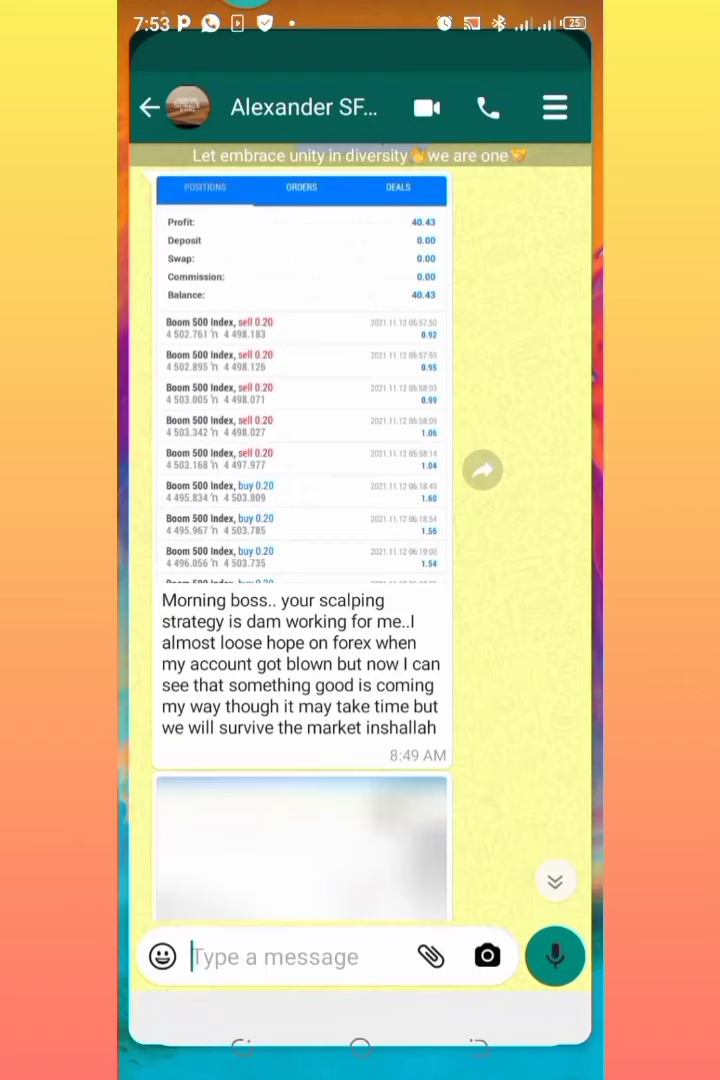 7:53
25
Alexander SF...
Let embrace unity in diversity👋we are one🤝
POSITIONS ORDERS DEALS
Profit: 40.43
Deposit 0.00
Swap: 0.00
Commission: 0.00
Balance: 40.43
Boom 500 Index, sell 0.20 2021.11.12 05:57:50
4 502.761 'n 4 498.183 0.92
Boom 500 Index, sell 0.20 2021.11.12 05:57:59
4 502.895 'n 4 498.126 0.95
Boom 500 Index, sell 0.20 2021.11.12 05:58:03
4 503.005 'n 4 498.071 0.99
Boom 500 Index, sell 0.20 2021.11.12 05:58:09
4 503.342 'n 4 498.027 1.06
Boom 500 Index, sell 0.20 2021.11.12 05:58:14
4 503.168 'n 4 497.977 1.04
Boom 500 Index, buy 0.20 2021.11.12 06:18:49
4 495.834 'n 4 503.809 1.60
Boom 500 Index, buy 0.20 2021.11.12 06:18:54
4 495.967 'n 4 503.785 1.56
Boom 500 Index, buy 0.20 2021.11.12 06:19:00
4 496.056 'n 4 503.735 1.54
Morning boss.. your scalping
strategy is dam working for me..I
almost loose hope on forex when
my account got blown but now I can
see that something good is coming
my way though it may take time but
we will survive the market inshallah
8:49 AM
Type a message